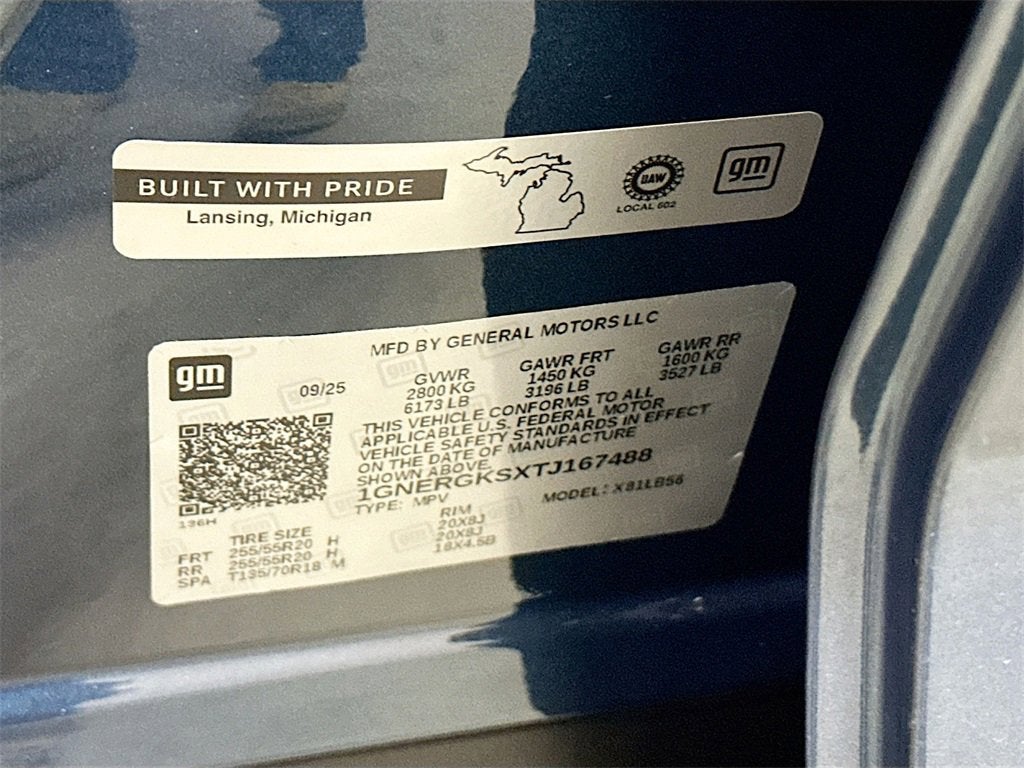 BUILT WITH PRIDE
Lansing, Michigan
UAW
LOCAL 602
gm
gm
MFD BY GENERAL MOTORS LLC
09/25
GVWR
2800 KG
6173 LB
GAWR FRT
1450 KG
3196 LB
GAWR RR
1600 KG
3527 LB
THIS VEHICLE CONFORMS TO ALL
APPLICABLE U.S. FEDERAL MOTOR
VEHICLE SAFETY STANDARDS IN EFFECT
ON THE DATE OF MANUFACTURE
SHOWN ABOVE.
1GNERGKSXTJ167488
TYPE: MPV MODEL: X81LB56
136H
TIRE SIZE RIM
FRT 255/55R20 H 20X8J
RR 255/55R20 H 20X8J
SPA T135/70R18 M 18X4.5B